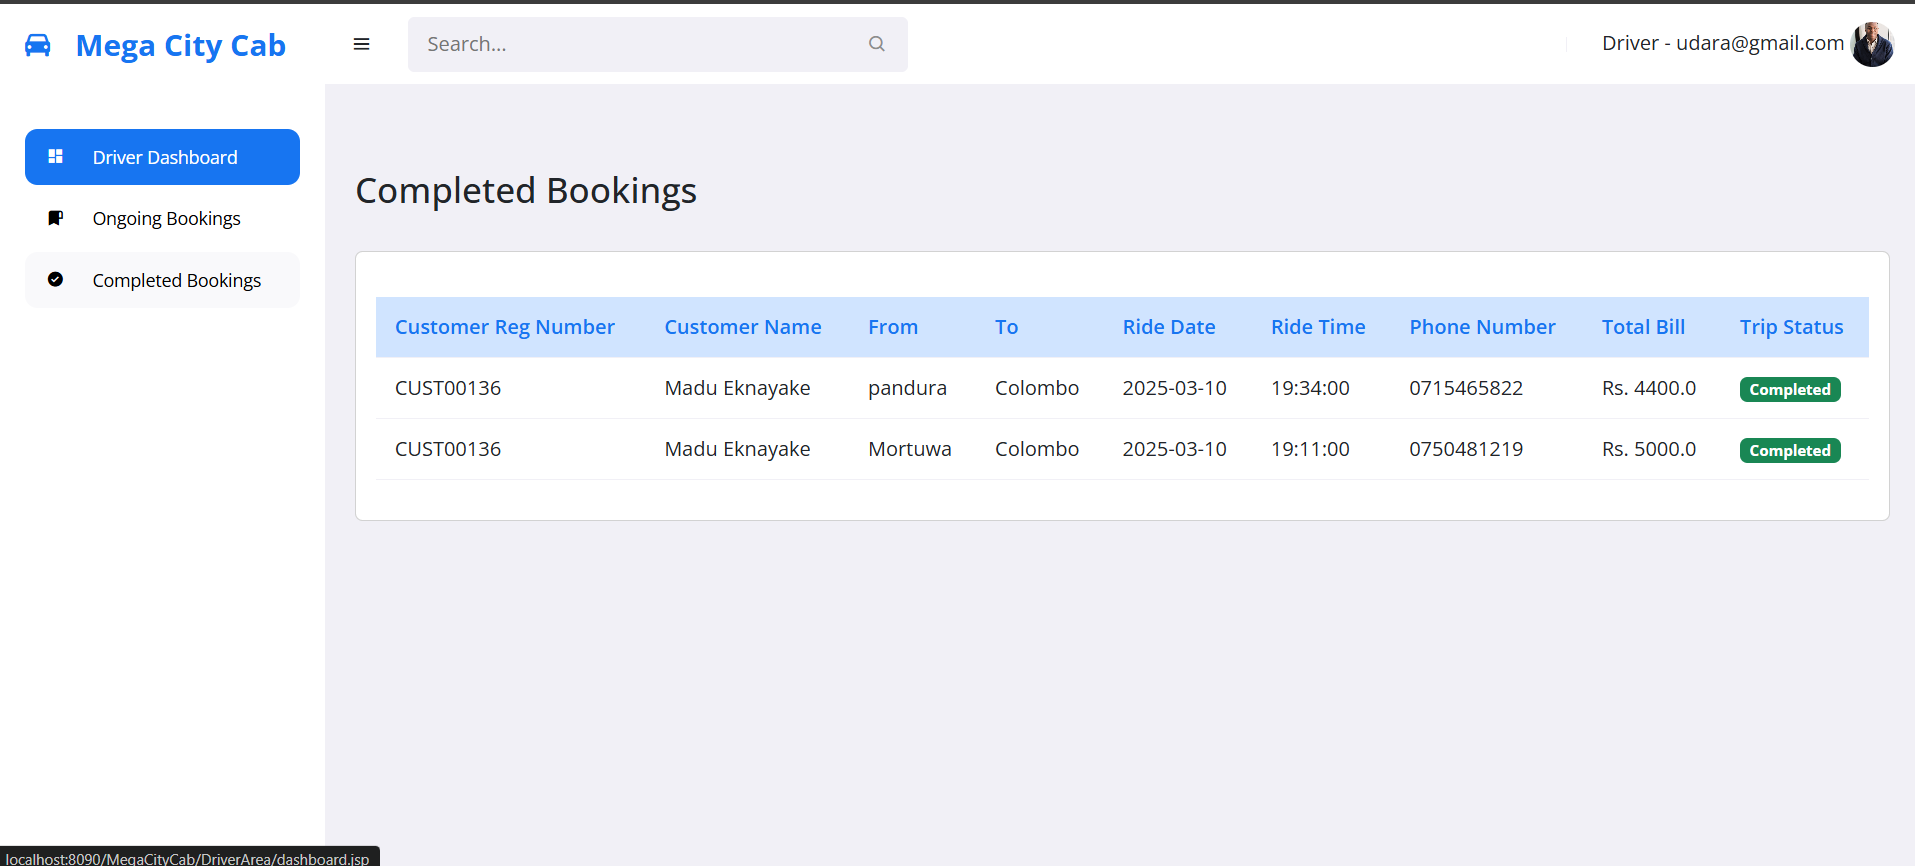 Mega City Cab
Search...
Driver - udara@gmail.com
Driver Dashboard
Ongoing Bookings
Completed Bookings
Completed Bookings
Customer Reg Number Customer Name From To Ride Date Ride Time Phone Number Total Bill Trip Status
CUST00136 Madu Eknayake pandura Colombo 2025-03-10 19:34:00 0715465822 Rs. 4400.0 Completed
CUST00136 Madu Eknayake Mortuwa Colombo 2025-03-10 19:11:00 0750481219 Rs. 5000.0 Completed
localhost:8090/MegaCityCab/DriverArea/dashboard.jsp